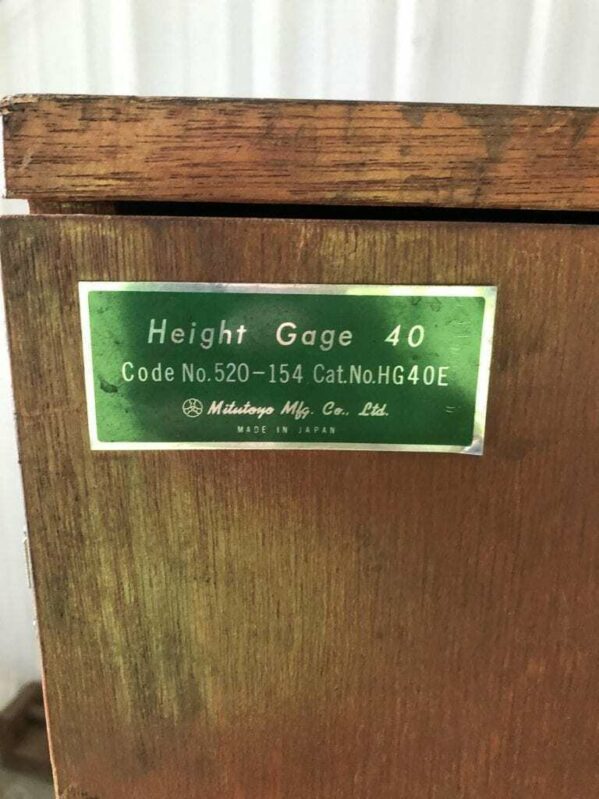 Height Gage 40
Code No.520-154 Cat.No.HG40E
Mitutoyo Mfg. Co., Ltd.
MADE IN JAPAN